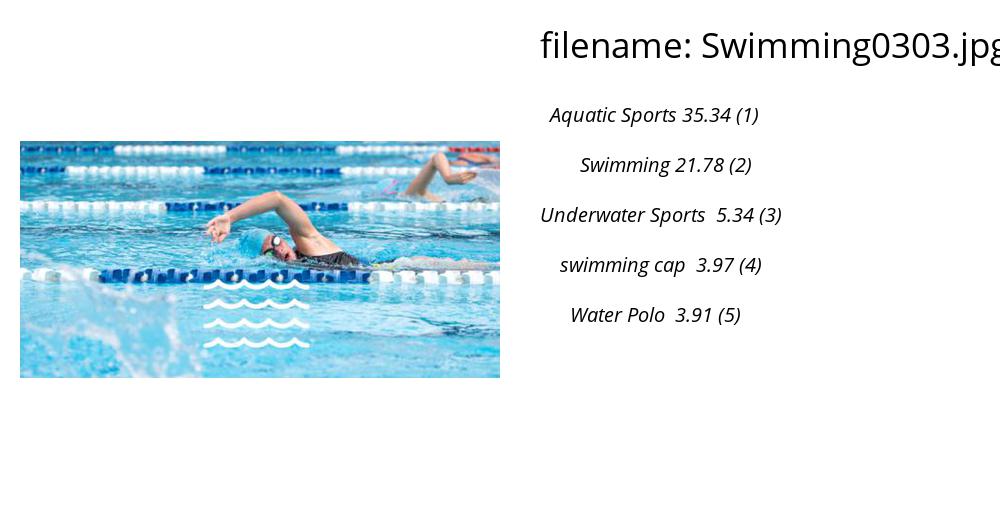 filename: Swimming0303.jpg
Aquatic Sports 35.34 (1)
Swimming 21.78 (2)
Underwater Sports 5.34 (3)
swimming cap 3.97 (4)
Water Polo 3.91 (5)